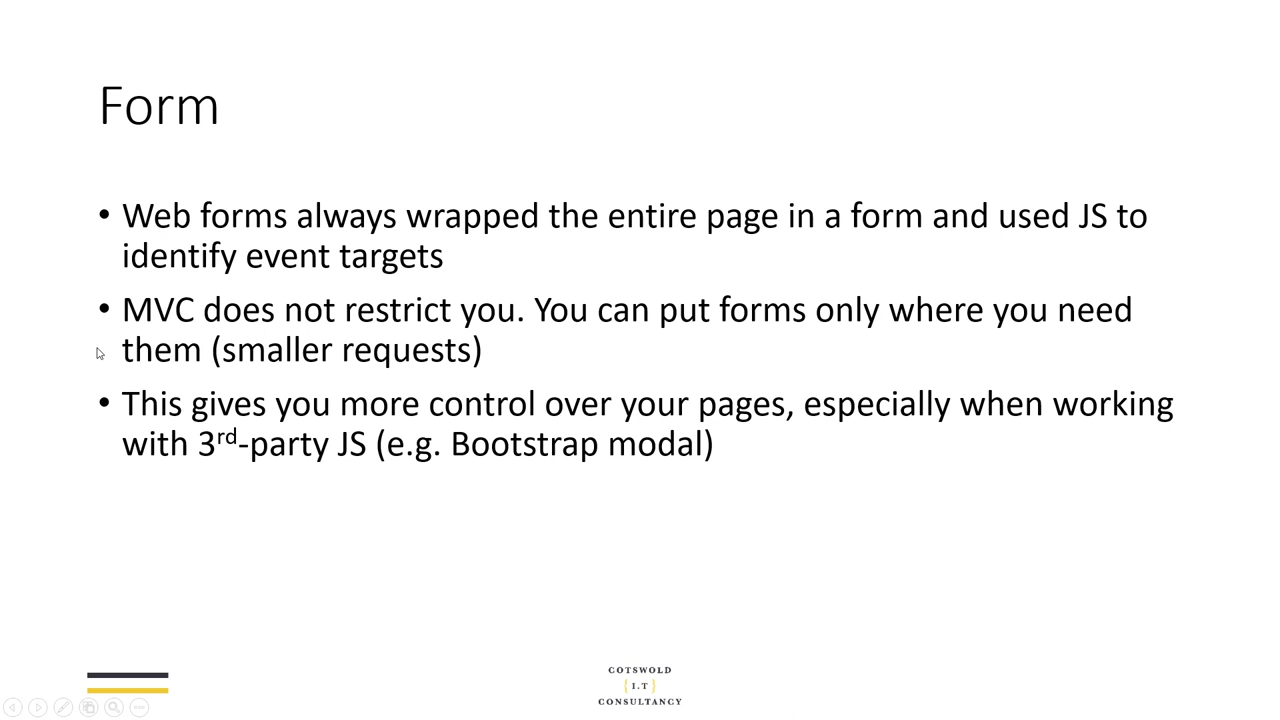 Form
• Web forms always wrapped the entire page in a form and used JS to
identify event targets
• MVC does not restrict you. You can put forms only where you need
them (smaller requests)
• This gives you more control over your pages, especially when working
with 3rd-party JS (e.g. Bootstrap modal)
COTSWOLD
{I.T}
CONSULTANCY